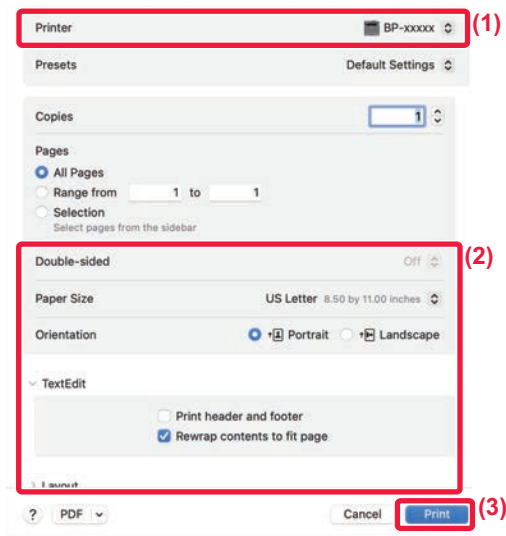 Printer BP-xxxxx (1)
Presets Default Settings
Copies 1
Pages
All Pages
Range from 1 to 1
Selection
Select pages from the sidebar
Double-sided Off (2)
Paper Size US Letter 8.50 by 11.00 inches
Orientation Portrait Landscape
TextEdit
Print header and footer
Rewrap contents to fit page
Layout
? PDF Cancel Print (3)